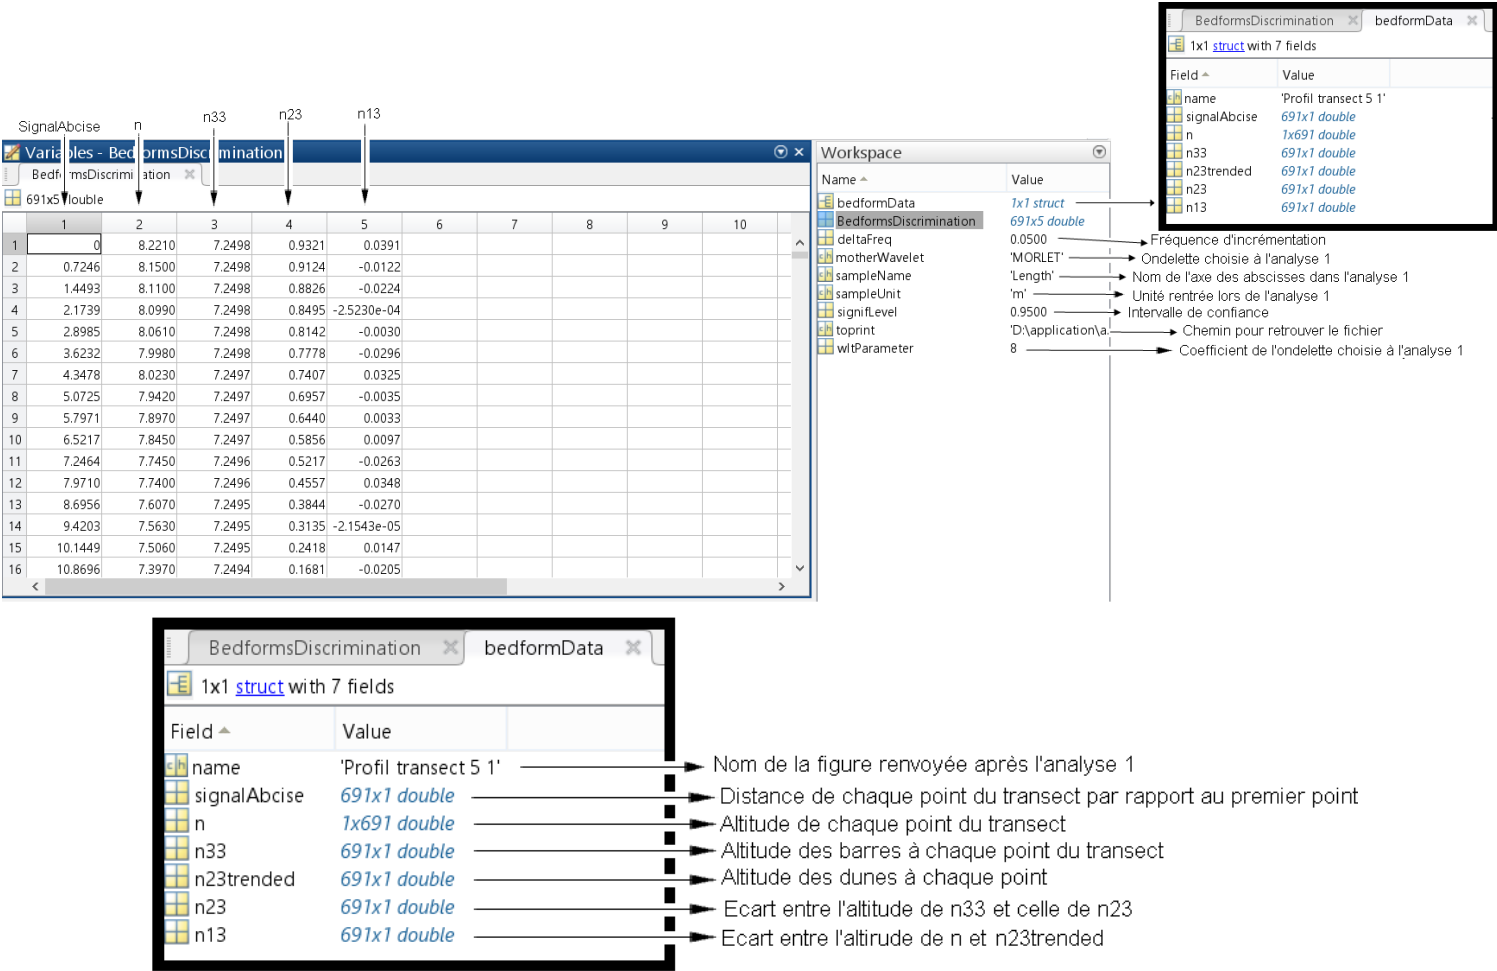 BedformsDiscrimination bedformData
1x1 struct with 7 fields
Field Value
name 'Profil transect 5 1'
signalAbcise 691x1 double
n 1x691 double
n33 691x1 double
n23trended 691x1 double
n23 691x1 double
n13 691x1 double
SignalAbcise n n33 n23 n13
Variables - BedformsDiscrimination
BedformsDiscrimination
691x5 double
1 2 3 4 5 6 7 8 9 10
1 0 8.2210 7.2498 0.9321 0.0391
2 0.7246 8.1500 7.2498 0.9124 -0.0122
3 1.4493 8.1100 7.2498 0.8826 -0.0224
4 2.1739 8.0990 7.2498 0.8495 -2.5230e-04
5 2.8985 8.0610 7.2498 0.8142 -0.0030
6 3.6232 7.9980 7.2498 0.7778 -0.0296
7 4.3478 8.0230 7.2497 0.7407 0.0325
8 5.0725 7.9420 7.2497 0.6957 -0.0035
9 5.7971 7.8970 7.2497 0.6440 0.0033
10 6.5217 7.8450 7.2497 0.5856 0.0097
11 7.2464 7.7450 7.2496 0.5217 -0.0263
12 7.9710 7.7400 7.2496 0.4557 0.0348
13 8.6956 7.6070 7.2495 0.3844 -0.0270
14 9.4203 7.5630 7.2495 0.3135 -2.1543e-05
15 10.1449 7.5060 7.2495 0.2418 0.0147
16 10.8696 7.3970 7.2494 0.1681 -0.0205
Workspace
Name Value
bedformData 1x1 struct
BedformsDiscrimination 691x5 double
deltaFreq 0.0500 Fréquence d'incrémentation
motherWavelet 'MORLET' Ondelette choisie à l'analyse 1
sampleName 'Length' Nom de l'axe des abscisses dans l'analyse 1
sampleUnit 'm' Unité rentrée lors de l'analyse 1
signifLevel 0.9500 Intervalle de confiance
toprint 'D:\application\a. Chemin pour retrouver le fichier
wltParameter 8 Coefficient de l'ondelette choisie à l'analyse 1
BedformsDiscrimination bedformData
1x1 struct with 7 fields
Field Value
name 'Profil transect 5 1' Nom de la figure renvoyée après l'analyse 1
signalAbcise 691x1 double Distance de chaque point du transect par rapport au premier point
n 1x691 double Altitude de chaque point du transect
n33 691x1 double Altitude des barres à chaque point du transect
n23trended 691x1 double Altitude des dunes à chaque point
n23 691x1 double Ecart entre l'altitude de n33 et celle de n23
n13 691x1 double Ecart entre l'altirude de n et n23trended